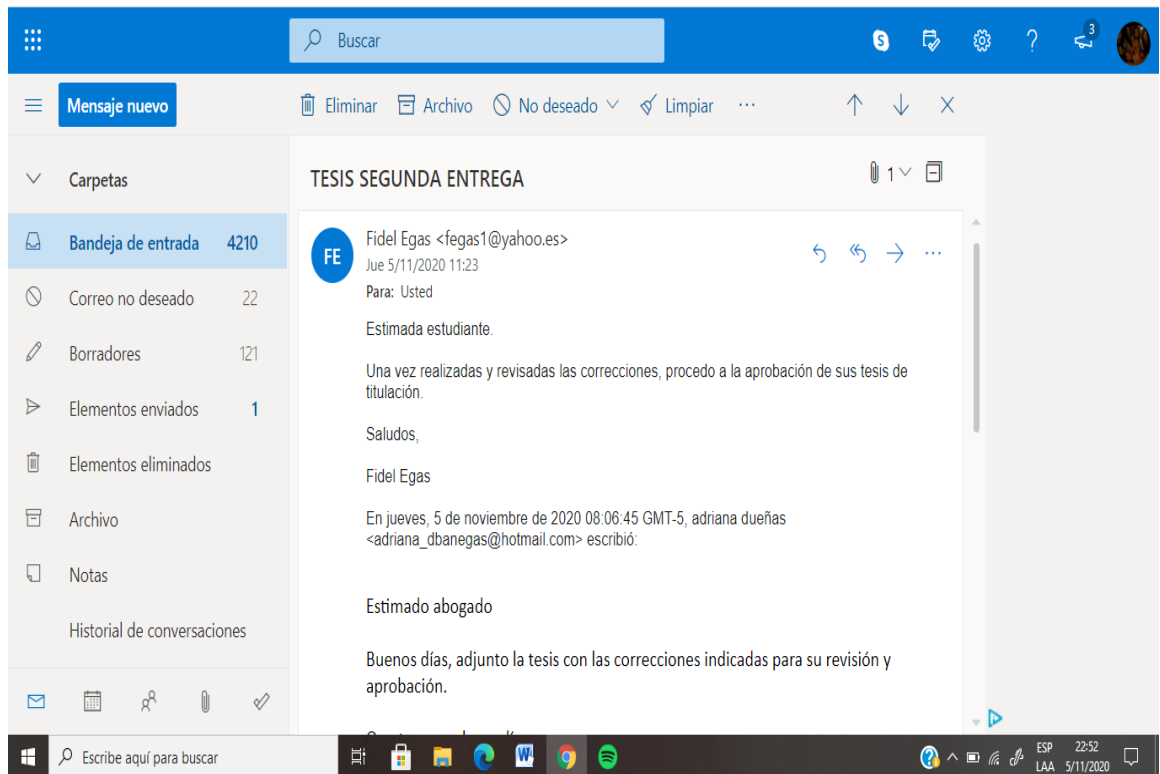 Buscar
3
Mensaje nuevo
Eliminar Archivo No deseado Limpiar ...
Carpetas
Bandeja de entrada 4210
Correo no deseado 22
Borradores 121
Elementos enviados 1
Elementos eliminados
Archivo
Notas
Historial de conversaciones
TESIS SEGUNDA ENTREGA
1
FE
Fidel Egas <fegas1@yahoo.es>
Jue 5/11/2020 11:23
Para: Usted
Estimada estudiante.
Una vez realizadas y revisadas las correcciones, procedo a la aprobación de sus tesis de
titulación.
Saludos,
Fidel Egas
En jueves, 5 de noviembre de 2020 08:06:45 GMT-5, adriana dueñas
<adriana_dbanegas@hotmail.com> escribió:
Estimado abogado
Buenos días, adjunto la tesis con las correcciones indicadas para su revisión y
aprobación.
Escribe aquí para buscar
ESP
LAA
22:52
5/11/2020